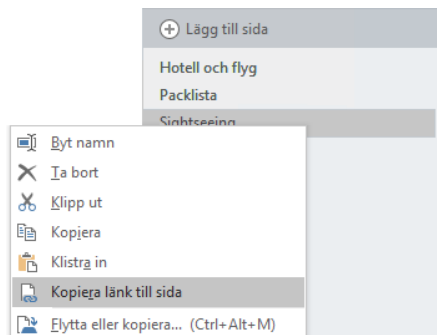 Lägg till sida
Hotell och flyg
Packlista
Sightseeing
Byt namn
Ta bort
Klipp ut
Kopiera
Klistra in
Kopiera länk till sida
Flytta eller kopiera... (Ctrl+Alt+M)